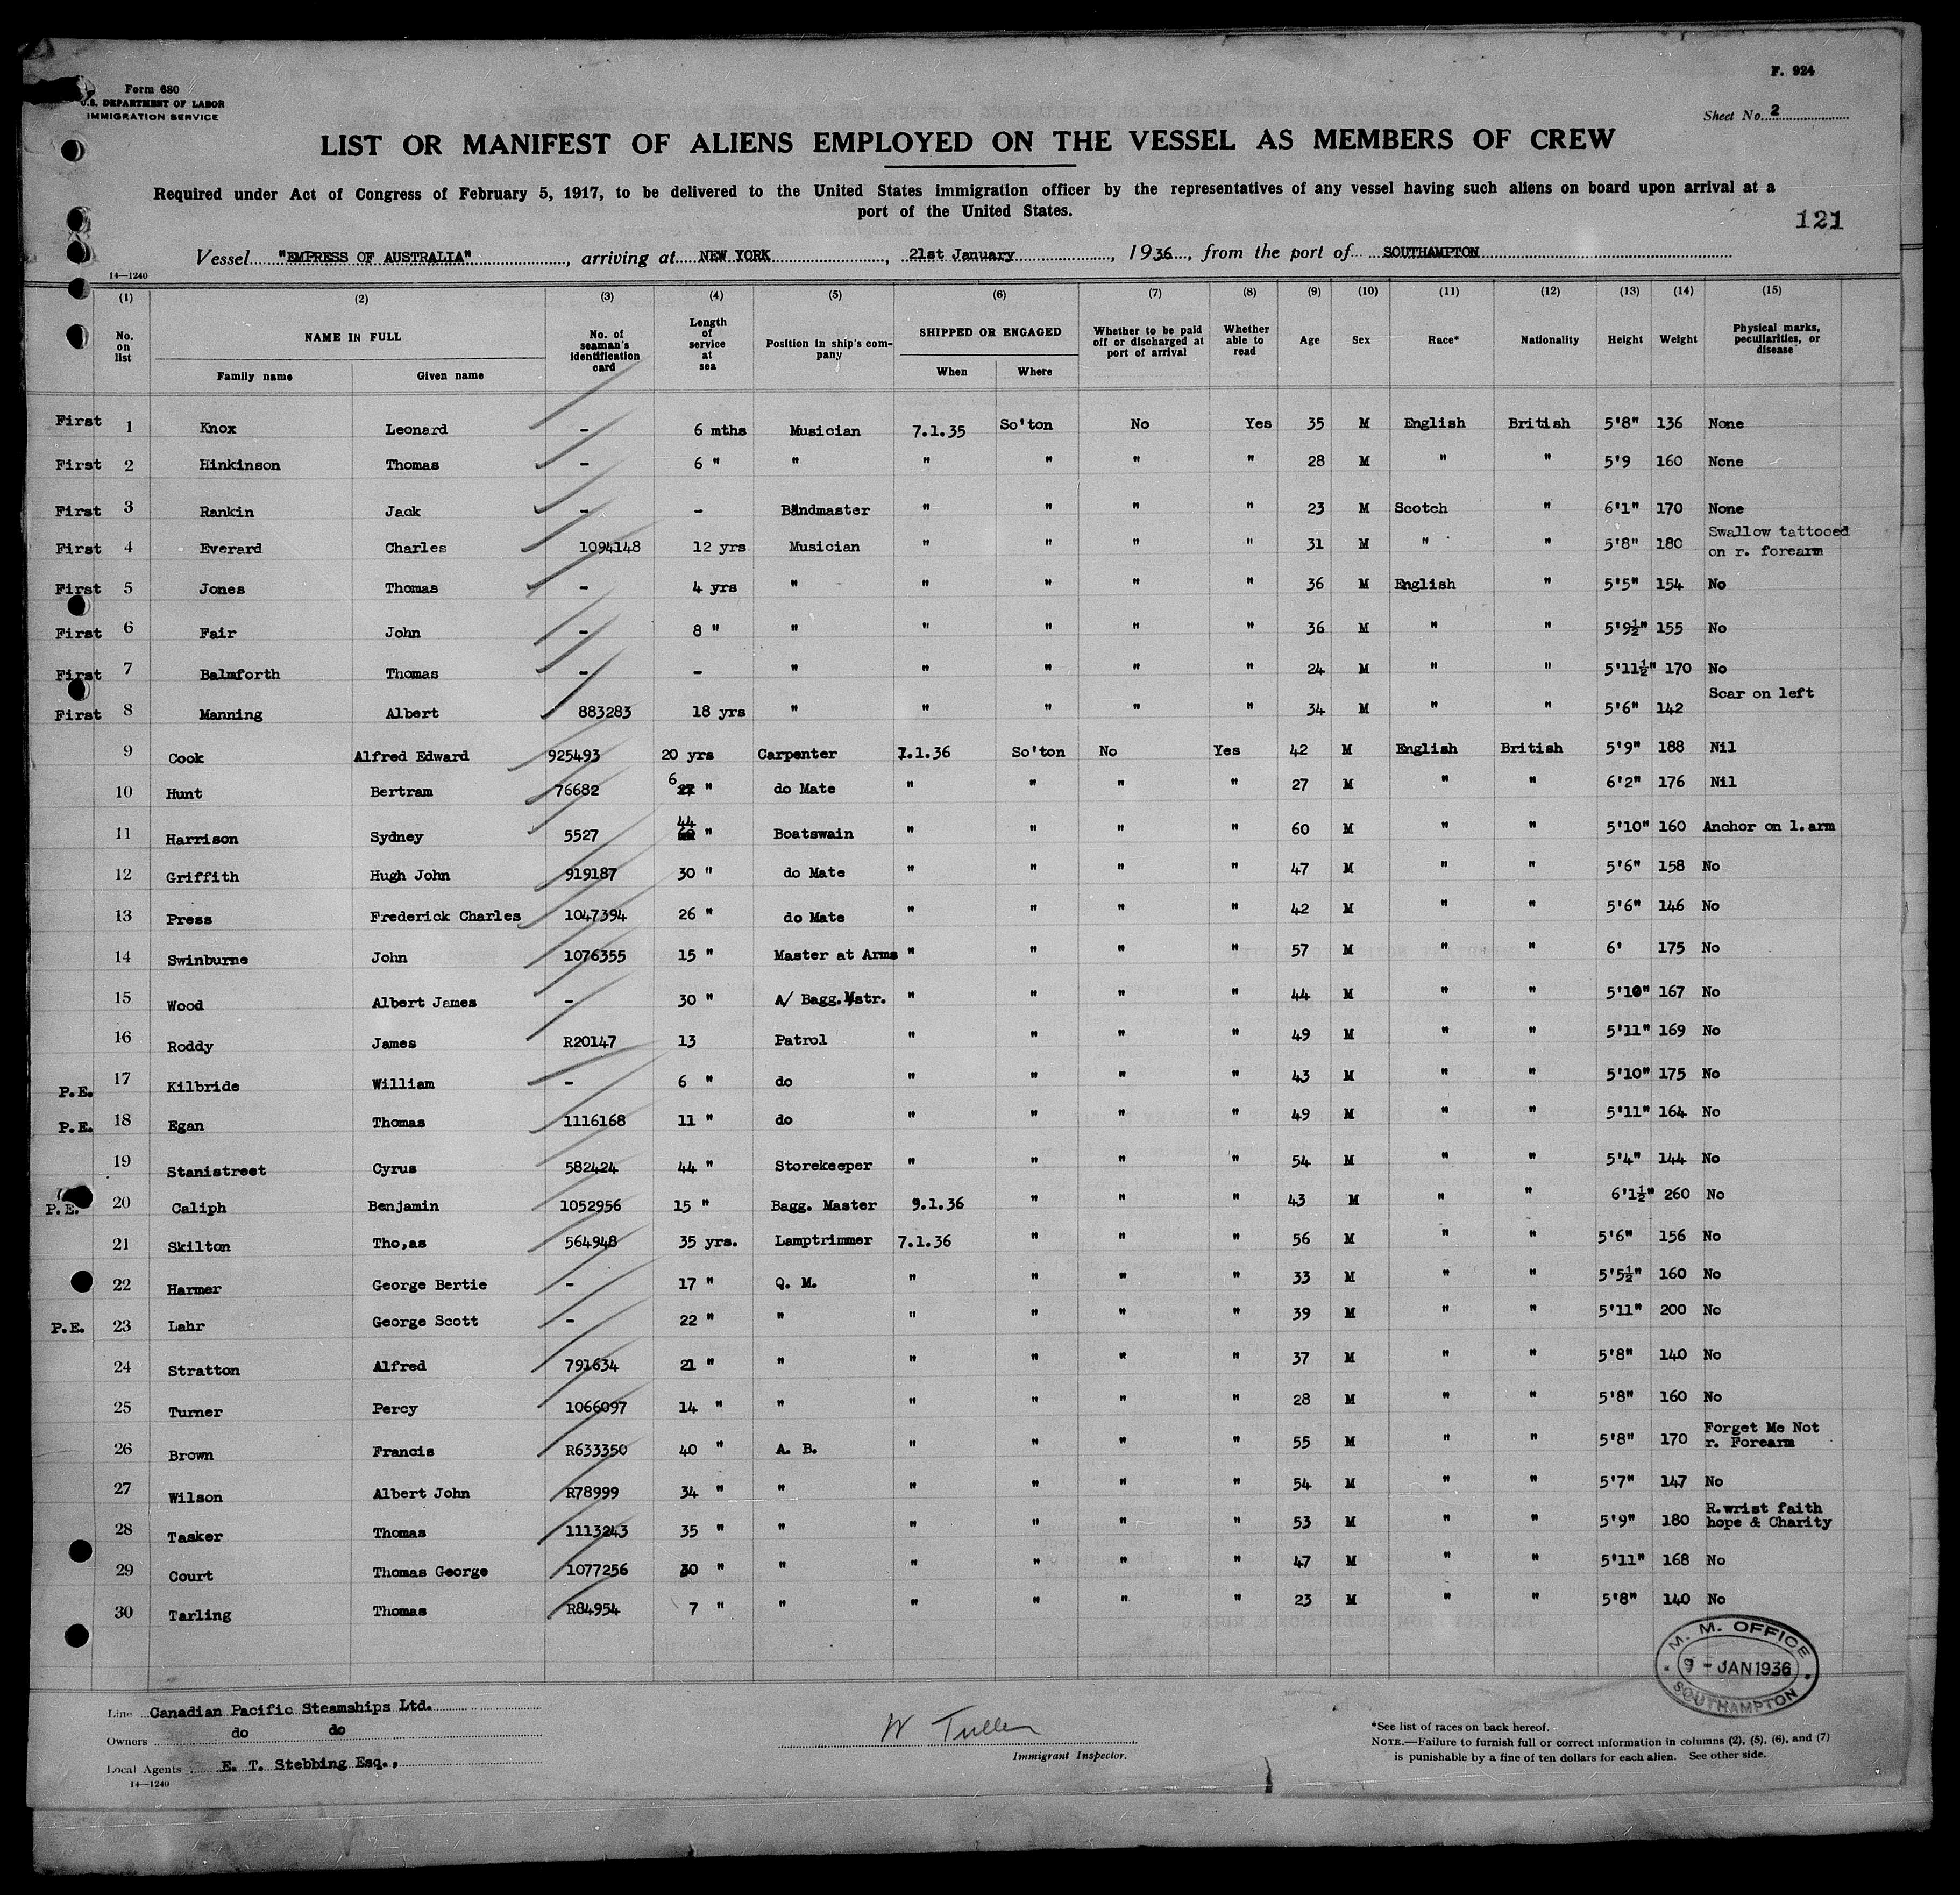 F. 924
Form 680
U.S. DEPARTMENT OF LABOR
IMMIGRATION SERVICE
Sheet No. 2
LIST OR MANIFEST OF ALIENS EMPLOYED ON THE VESSEL AS MEMBERS OF CREW
Required under Act of Congress of February 5, 1917, to be delivered to the United States immigration officer by the representatives of any vessel having such aliens on board upon arrival at a
port of the United States.
121
Vessel "EMPRESS OF AUSTRALIA", arriving at NEW YORK, 21st January, 1936, from the port of SOUTHAMPTON
14—1240
(1) (2) (3) (4) (5) (6) (7) (8) (9) (10) (11) (12) (13) (14) (15)
No. on list NAME IN FULL Family name Given name No. of seaman's identification card Length of service at sea Position in ship's company SHIPPED OR ENGAGED When Where Whether to be paid off or discharged at port of arrival Whether able to read Age Sex Race* Nationality Height Weight Physical marks, peculiarities, or disease
First 1 Knox Leonard – 6 mths Musician 7.1.35 So'ton No Yes 35 M English British 5'8" 136 None
First 2 Hinkinson Thomas – 6 " " " " " " 28 M " " 5'9 160 None
First 3 Rankin Jack – – Bandmaster " " " " 23 M Scotch " 6'1" 170 None
First 4 Everard Charles 1094148 12 yrs Musician " " " " 31 M " " 5'8" 180 Swallow tattooed on r. forearm
First 5 Jones Thomas – 4 yrs " " " " " 36 M English " 5'5" 154 No
First 6 Fair John – 8 " " " " " " 36 M " " 5'9½" 155 No
First 7 Balmforth Thomas – – " " " " " 24 M " " 5'11½" 170 No
First 8 Manning Albert 883283 18 yrs " " " " " 34 M " " 5'6" 142 Scar on left
9 Cook Alfred Edward 925493 20 yrs Carpenter 7.1.36 So'ton No Yes 42 M English British 5'9" 188 Nil
10 Hunt Bertram 76682 6 " do Mate " " " " 27 M " " 6'2" 176 Nil
11 Harrison Sydney 5527 44 " Boatswain " " " " 60 M " " 5'10" 160 Anchor on l.arm
12 Griffith Hugh John 919187 30 " do Mate " " " " 47 M " " 5'6" 158 No
13 Press Frederick Charles 1047394 26 " do Mate " " " " 42 M " " 5'6" 146 No
14 Swinburne John 1076355 15 " Master at Arms " " " " 57 M " " 6' 175 No
15 Wood Albert James – 30 " A/ Bagg.Mstr. " " " " 44 M " " 5'10" 167 No
16 Roddy James R20147 13 Patrol " " " " 49 M " " 5'11" 169 No
P.E. 17 Kilbride William – 6 " do " " " " 43 M " " 5'10" 175 No
P.E. 18 Egan Thomas 1116168 11 " do " " " " 49 M " " 5'11" 164 No
19 Stanistreet Cyrus 582424 44 " Storekeeper " " " " 54 M " " 5'4" 144 No
P.E. 20 Caliph Benjamin 1052956 15 " Bagg. Master 9.1.36 " " " 43 M " " 6'1½" 260 No
21 Skilton Tho,as 564948 35 yrs. Lamptrimmer 7.1.36 " " " 56 M " " 5'6" 156 No
22 Harmer George Bertie – 17 " Q. M. " " " " 33 M " " 5'5½" 160 No
P.E. 23 Lahr George Scott – 22 " " " " " " 39 M " " 5'11" 200 No
24 Stratton Alfred 791634 21 " " " " " " 37 M " " 5'8" 140 No
25 Turner Percy 1066097 14 " " " " " " 28 M " " 5'8" 160 No
26 Brown Francis R633350 40 " A. B. " " " " 55 M " " 5'8" 170 Forget Me Not r. Forearm
27 Wilson Albert John R78999 34 " " " " " " 54 M " " 5'7" 147 No
28 Tasker Thomas 1113243 35 " " " " " " 53 M " " 5'9" 180 R.wrist faith hope & Charity
29 Court Thomas George 1077256 30 " " " " " " 47 M " " 5'11" 168 No
30 Tarling Thomas R84954 7 " " " " " " 23 M " " 5'8" 140 No
M. M. OFFICE
9 - JAN 1936
SOUTHAMPTON
Line Canadian Pacific Steamships Ltd.
Owners do do
Local Agents E. T. Stebbing Esq.,
14—1240
W Tullen
Immigrant Inspector.
*See list of races on back hereof.
NOTE.—Failure to furnish full or correct information in columns (2), (5), (6), and (7)
is punishable by a fine of ten dollars for each alien. See other side.